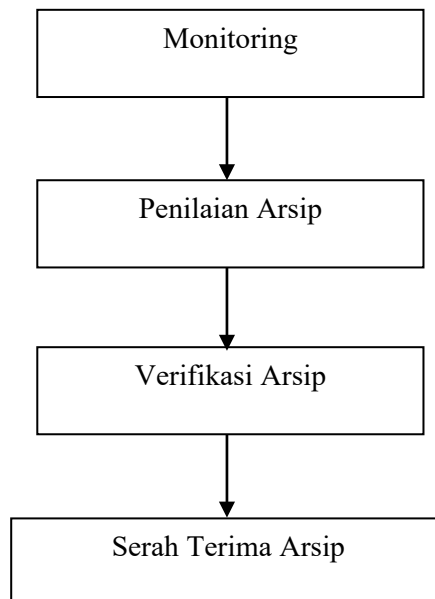 Monitoring
Penilaian Arsip
Verifikasi Arsip
Serah Terima Arsip